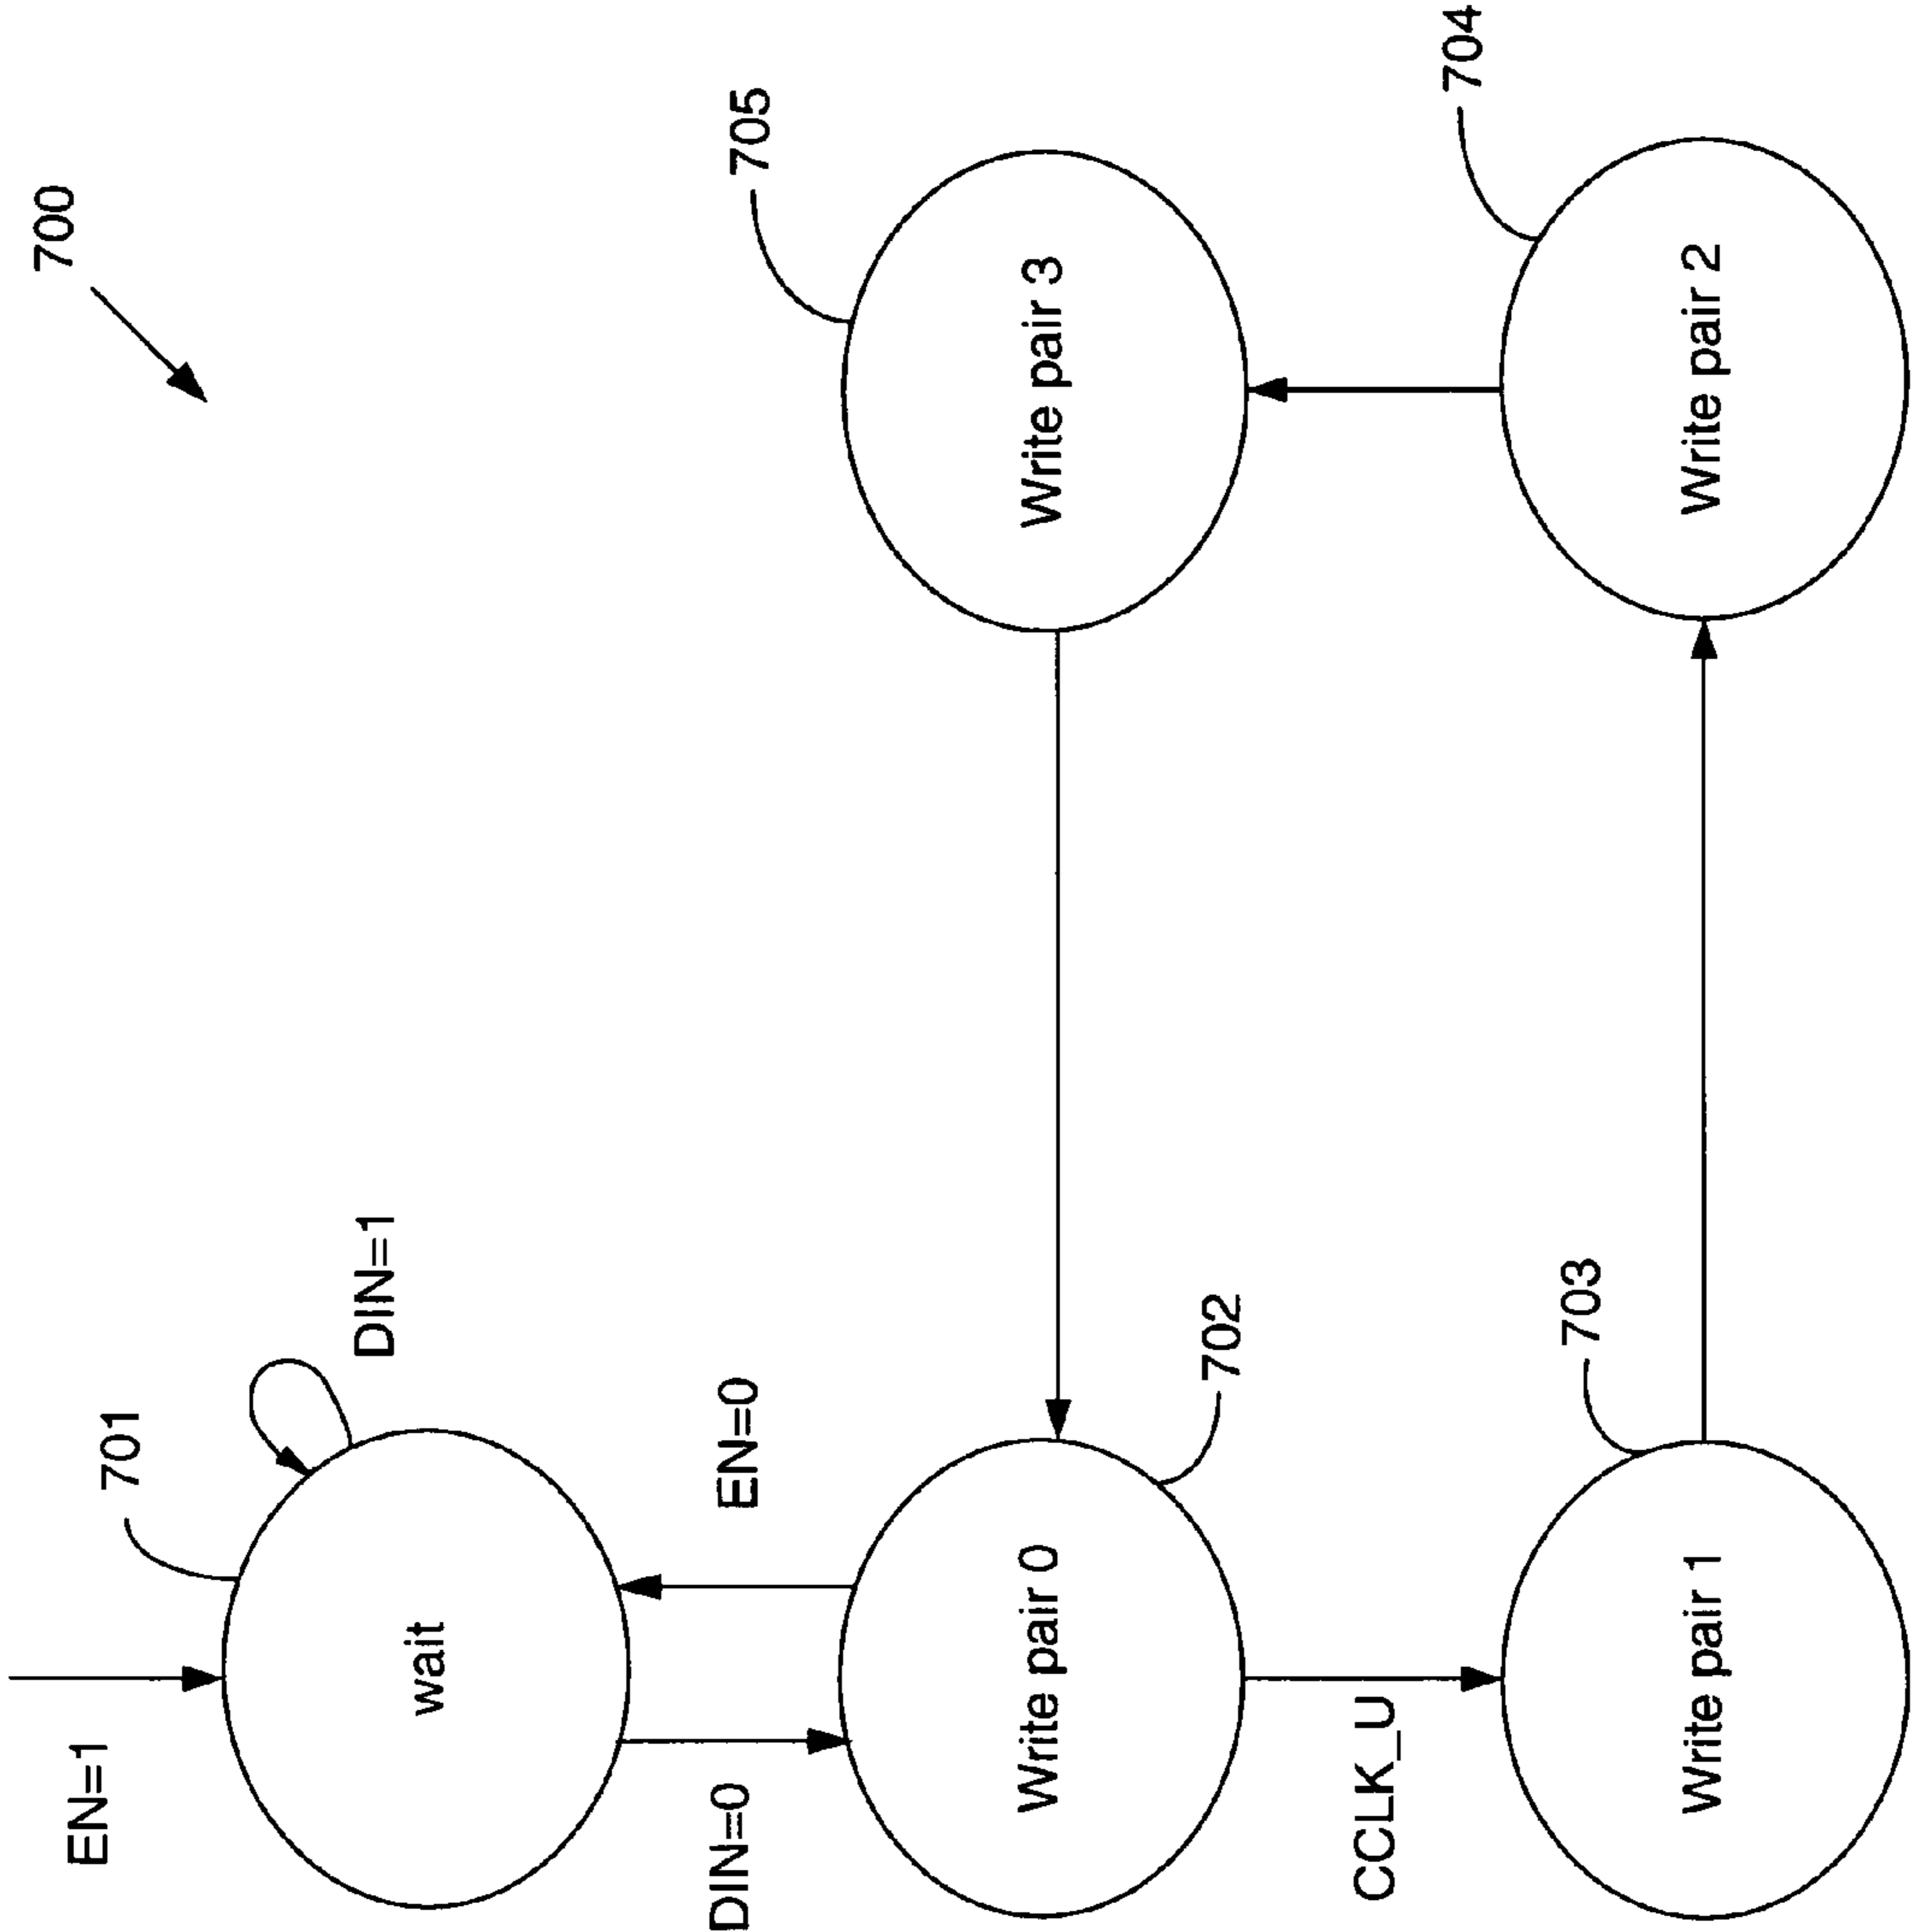 700
EN=1
701
wait
DIN=1
DIN=0
EN=0
Write pair 0
702
Write pair 3
705
CCLK_U
Write pair 1
703
Write pair 2
704